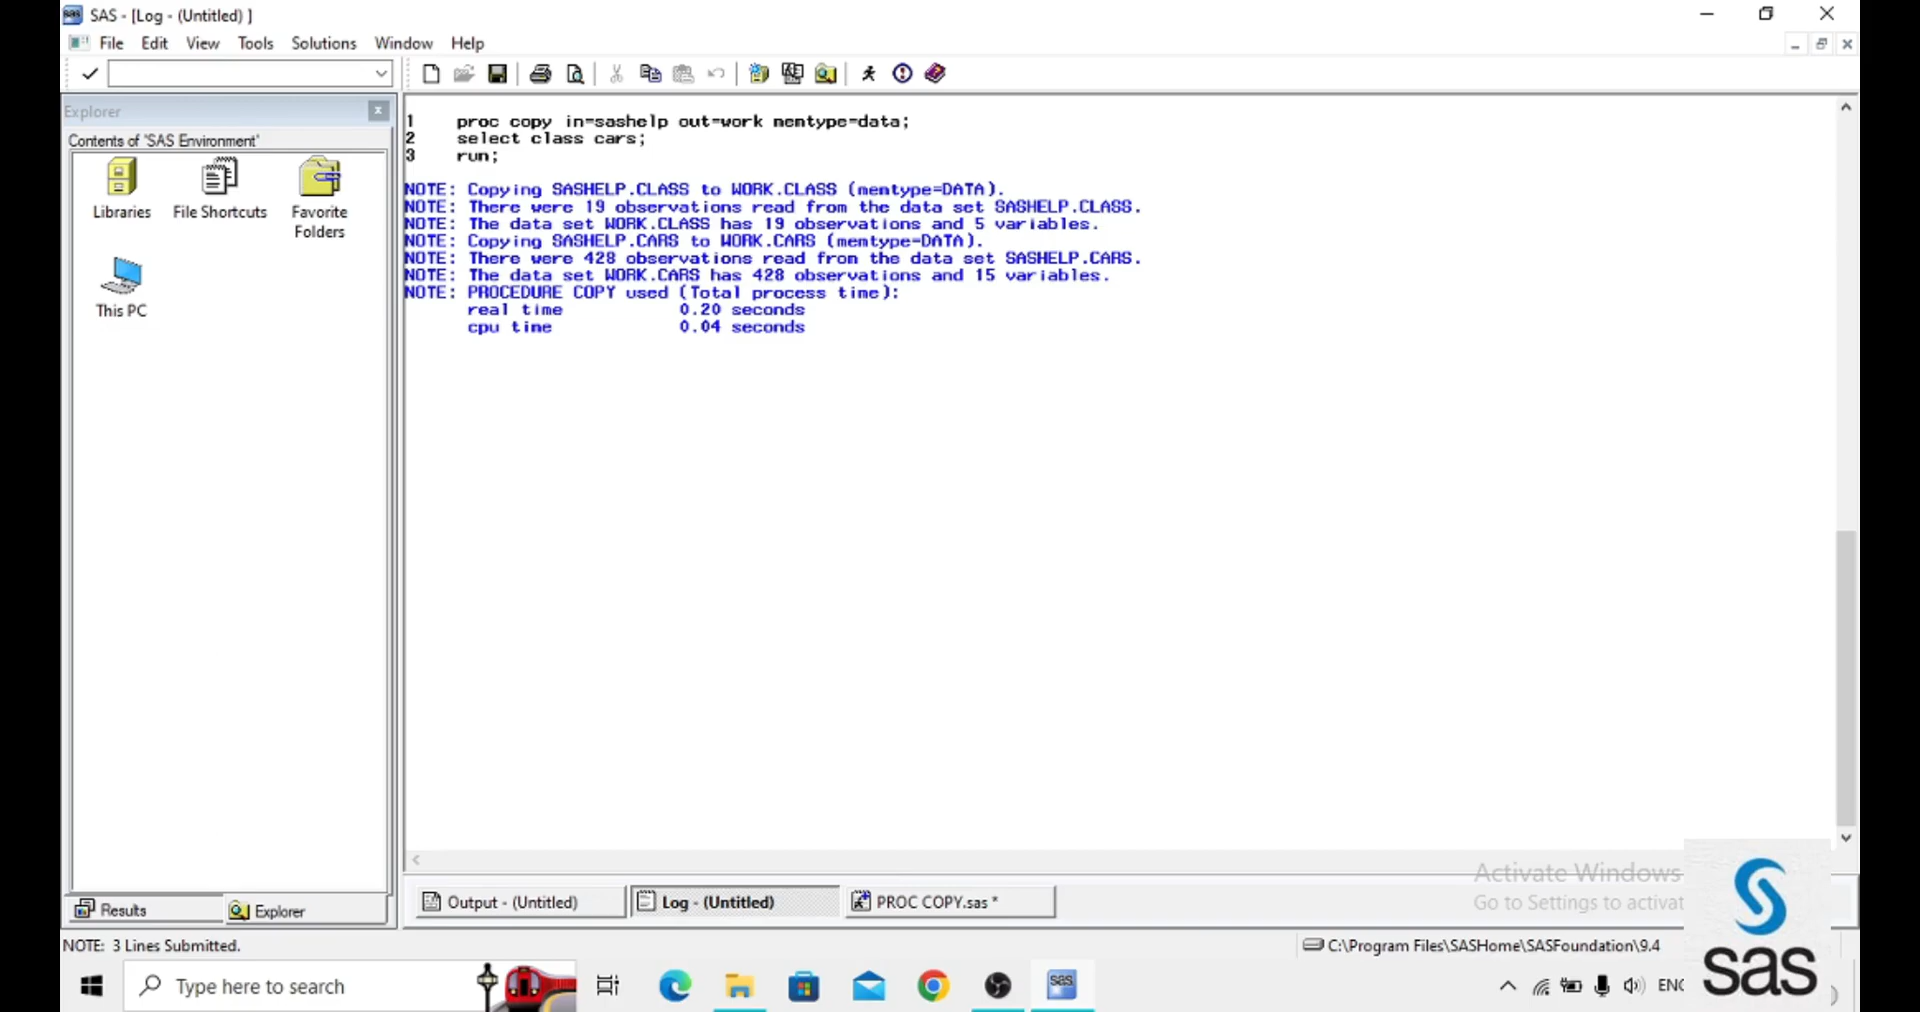 SAS - [Log - (Untitled) ]
File Edit View Tools Solutions Window Help
Explorer
Contents of 'SAS Environment'
Libraries
File Shortcuts
Favorite
Folders
This PC
1 proc copy in=sashelp out=work memtype=data;
2 select class cars;
3 run;
NOTE: Copying SASHELP.CLASS to WORK.CLASS (memtype=DATA).
NOTE: There were 19 observations read from the data set SASHELP.CLASS.
NOTE: The data set WORK.CLASS has 19 observations and 5 variables.
NOTE: Copying SASHELP.CARS to WORK.CARS (memtype=DATA).
NOTE: There were 428 observations read from the data set SASHELP.CARS.
NOTE: The data set WORK.CARS has 428 observations and 15 variables.
NOTE: PROCEDURE COPY used (Total process time):
real time 0.20 seconds
cpu time 0.04 seconds
Activate Windows
Go to Settings to activat
Results
Explorer
Output - (Untitled)
Log - (Untitled)
PROC COPY.sas *
NOTE: 3 Lines Submitted.
C:\Program Files\SASHome\SASFoundation\9.4
Type here to search
sas
ENG
sas